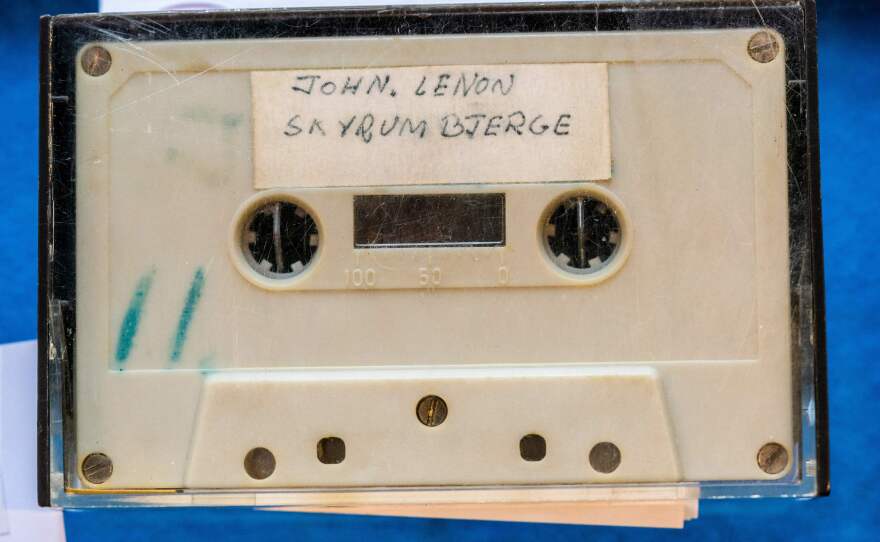 JOHN. LENON
SKYRUM BJERGE
100 50 0